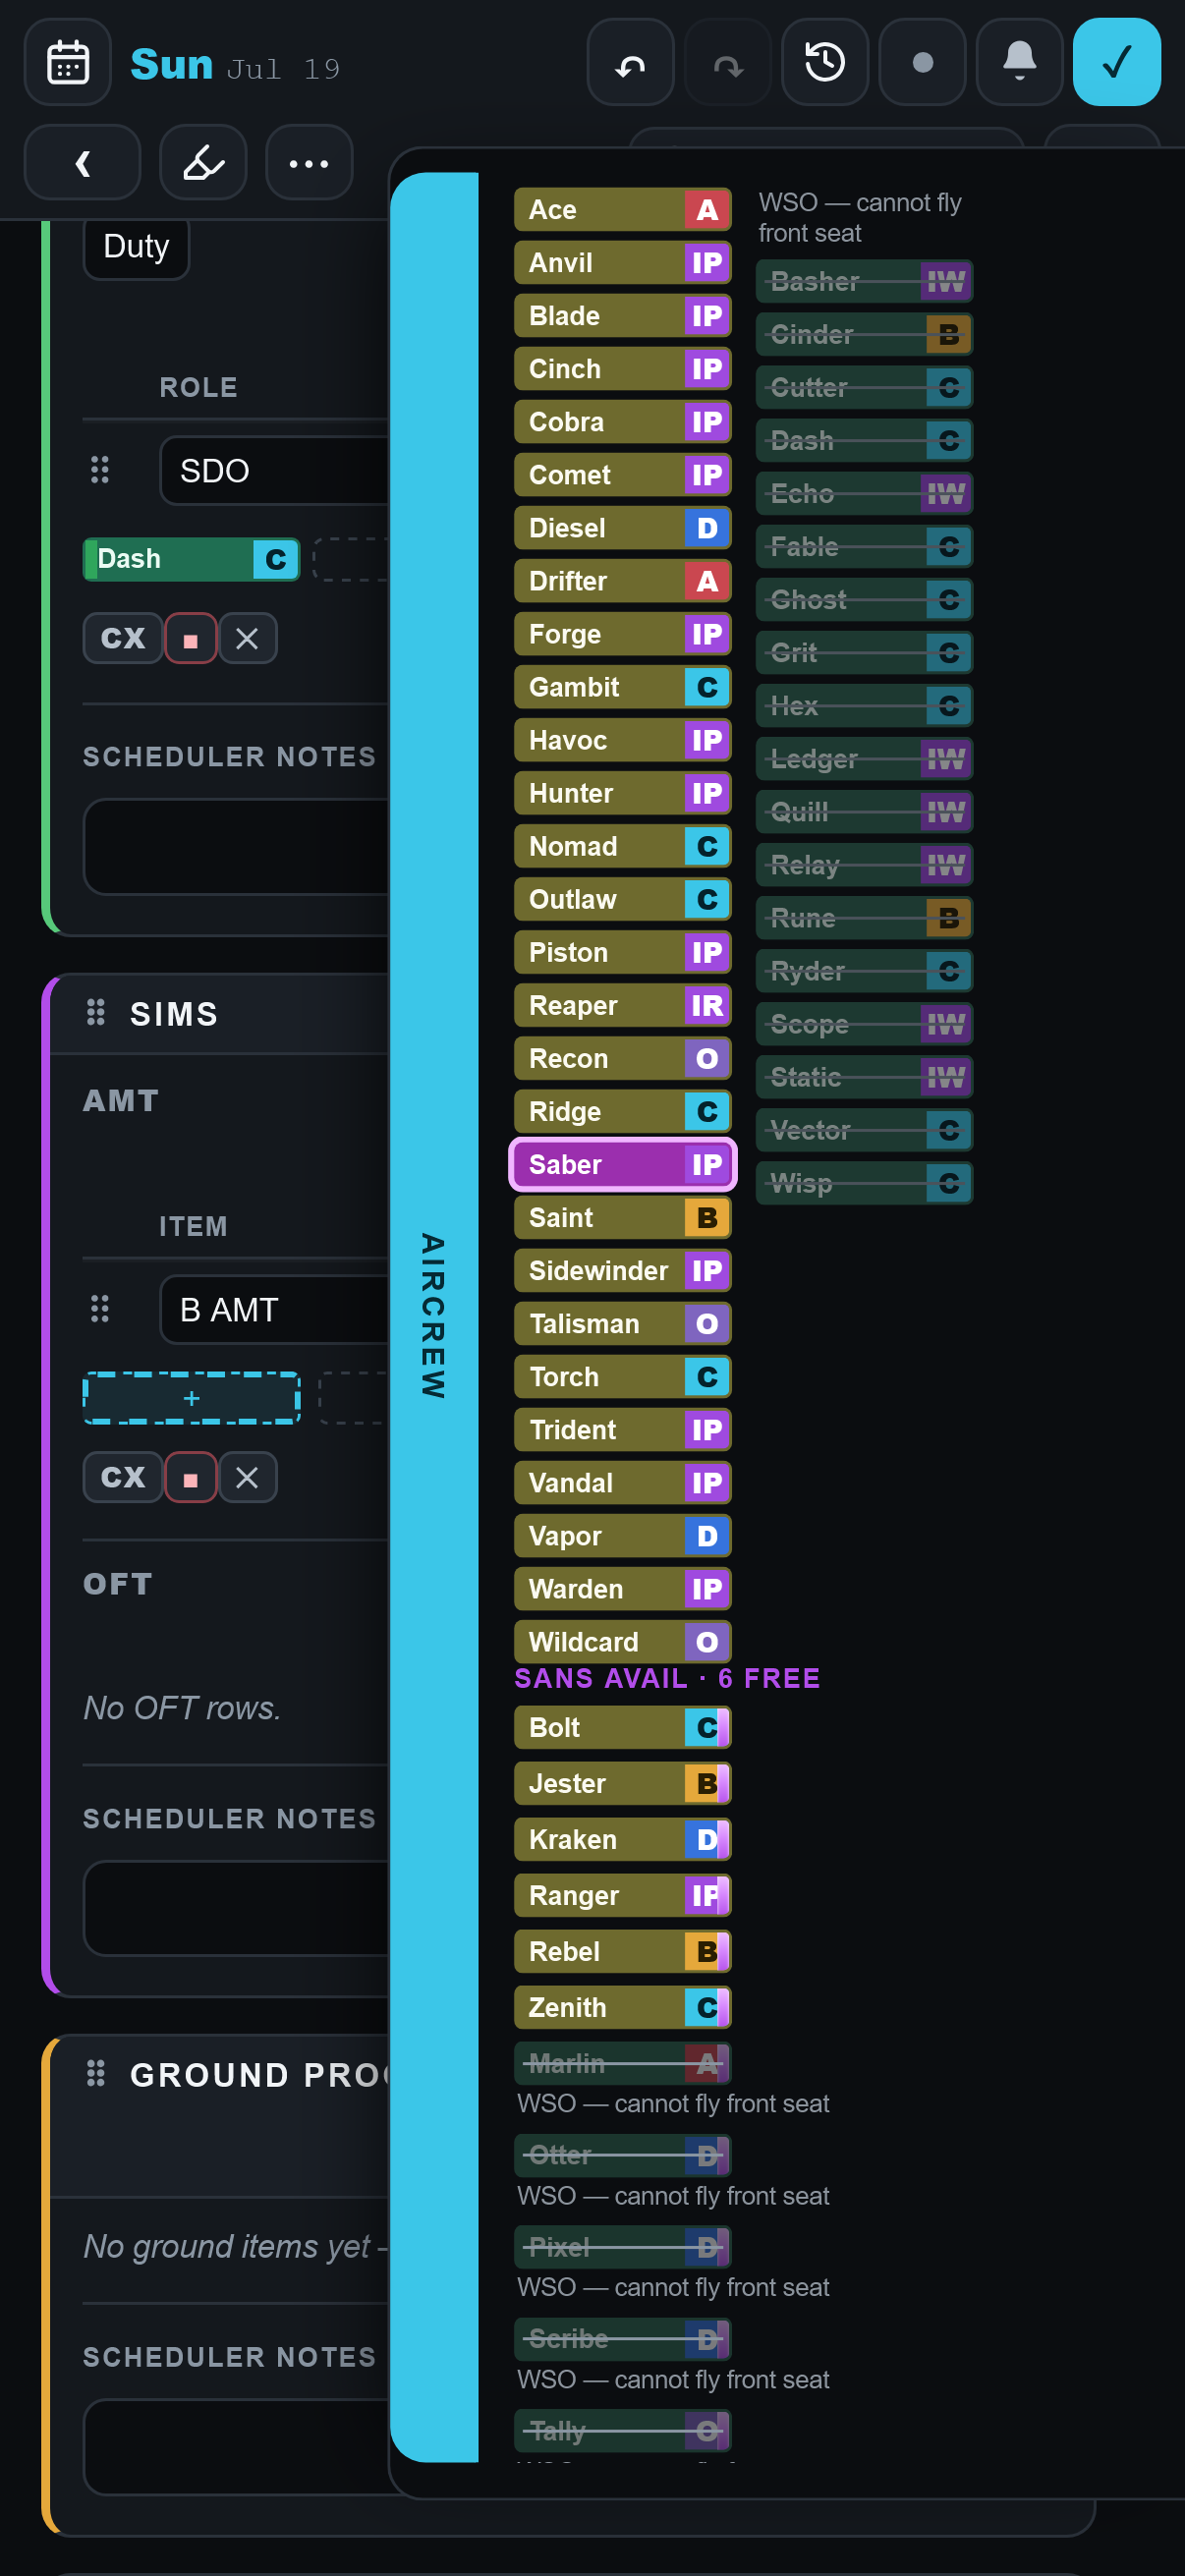 Sun Jul 19
Duty
ROLE
SDO
Dash C
CX
SCHEDULER NOTES
SIMS
AMT
ITEM
B AMT
+
CX
OFT
No OFT rows.
SCHEDULER NOTES
GROUND PRO
No ground items yet -
SCHEDULER NOTES
AIRCREW
Ace A
Anvil IP
Blade IP
Cinch IP
Cobra IP
Comet IP
Diesel D
Drifter A
Forge IP
Gambit C
Havoc IP
Hunter IP
Nomad C
Outlaw C
Piston IP
Reaper IR
Recon O
Ridge C
Saber IP
Saint B
Sidewinder IP
Talisman O
Torch C
Trident IP
Vandal IP
Vapor D
Warden IP
Wildcard O
WSO — cannot fly
front seat
Basher IW
Cinder B
Cutter C
Dash C
Echo IW
Fable C
Ghost C
Grit C
Hex C
Ledger IW
Quill IW
Relay IW
Rune B
Ryder C
Scope IW
Static IW
Vector C
Wisp C
SANS AVAIL · 6 FREE
Bolt C
Jester B
Kraken D
Ranger IP
Rebel B
Zenith C
Marlin A
WSO — cannot fly front seat
Otter D
WSO — cannot fly front seat
Pixel D
WSO — cannot fly front seat
Scribe D
WSO — cannot fly front seat
Tally O